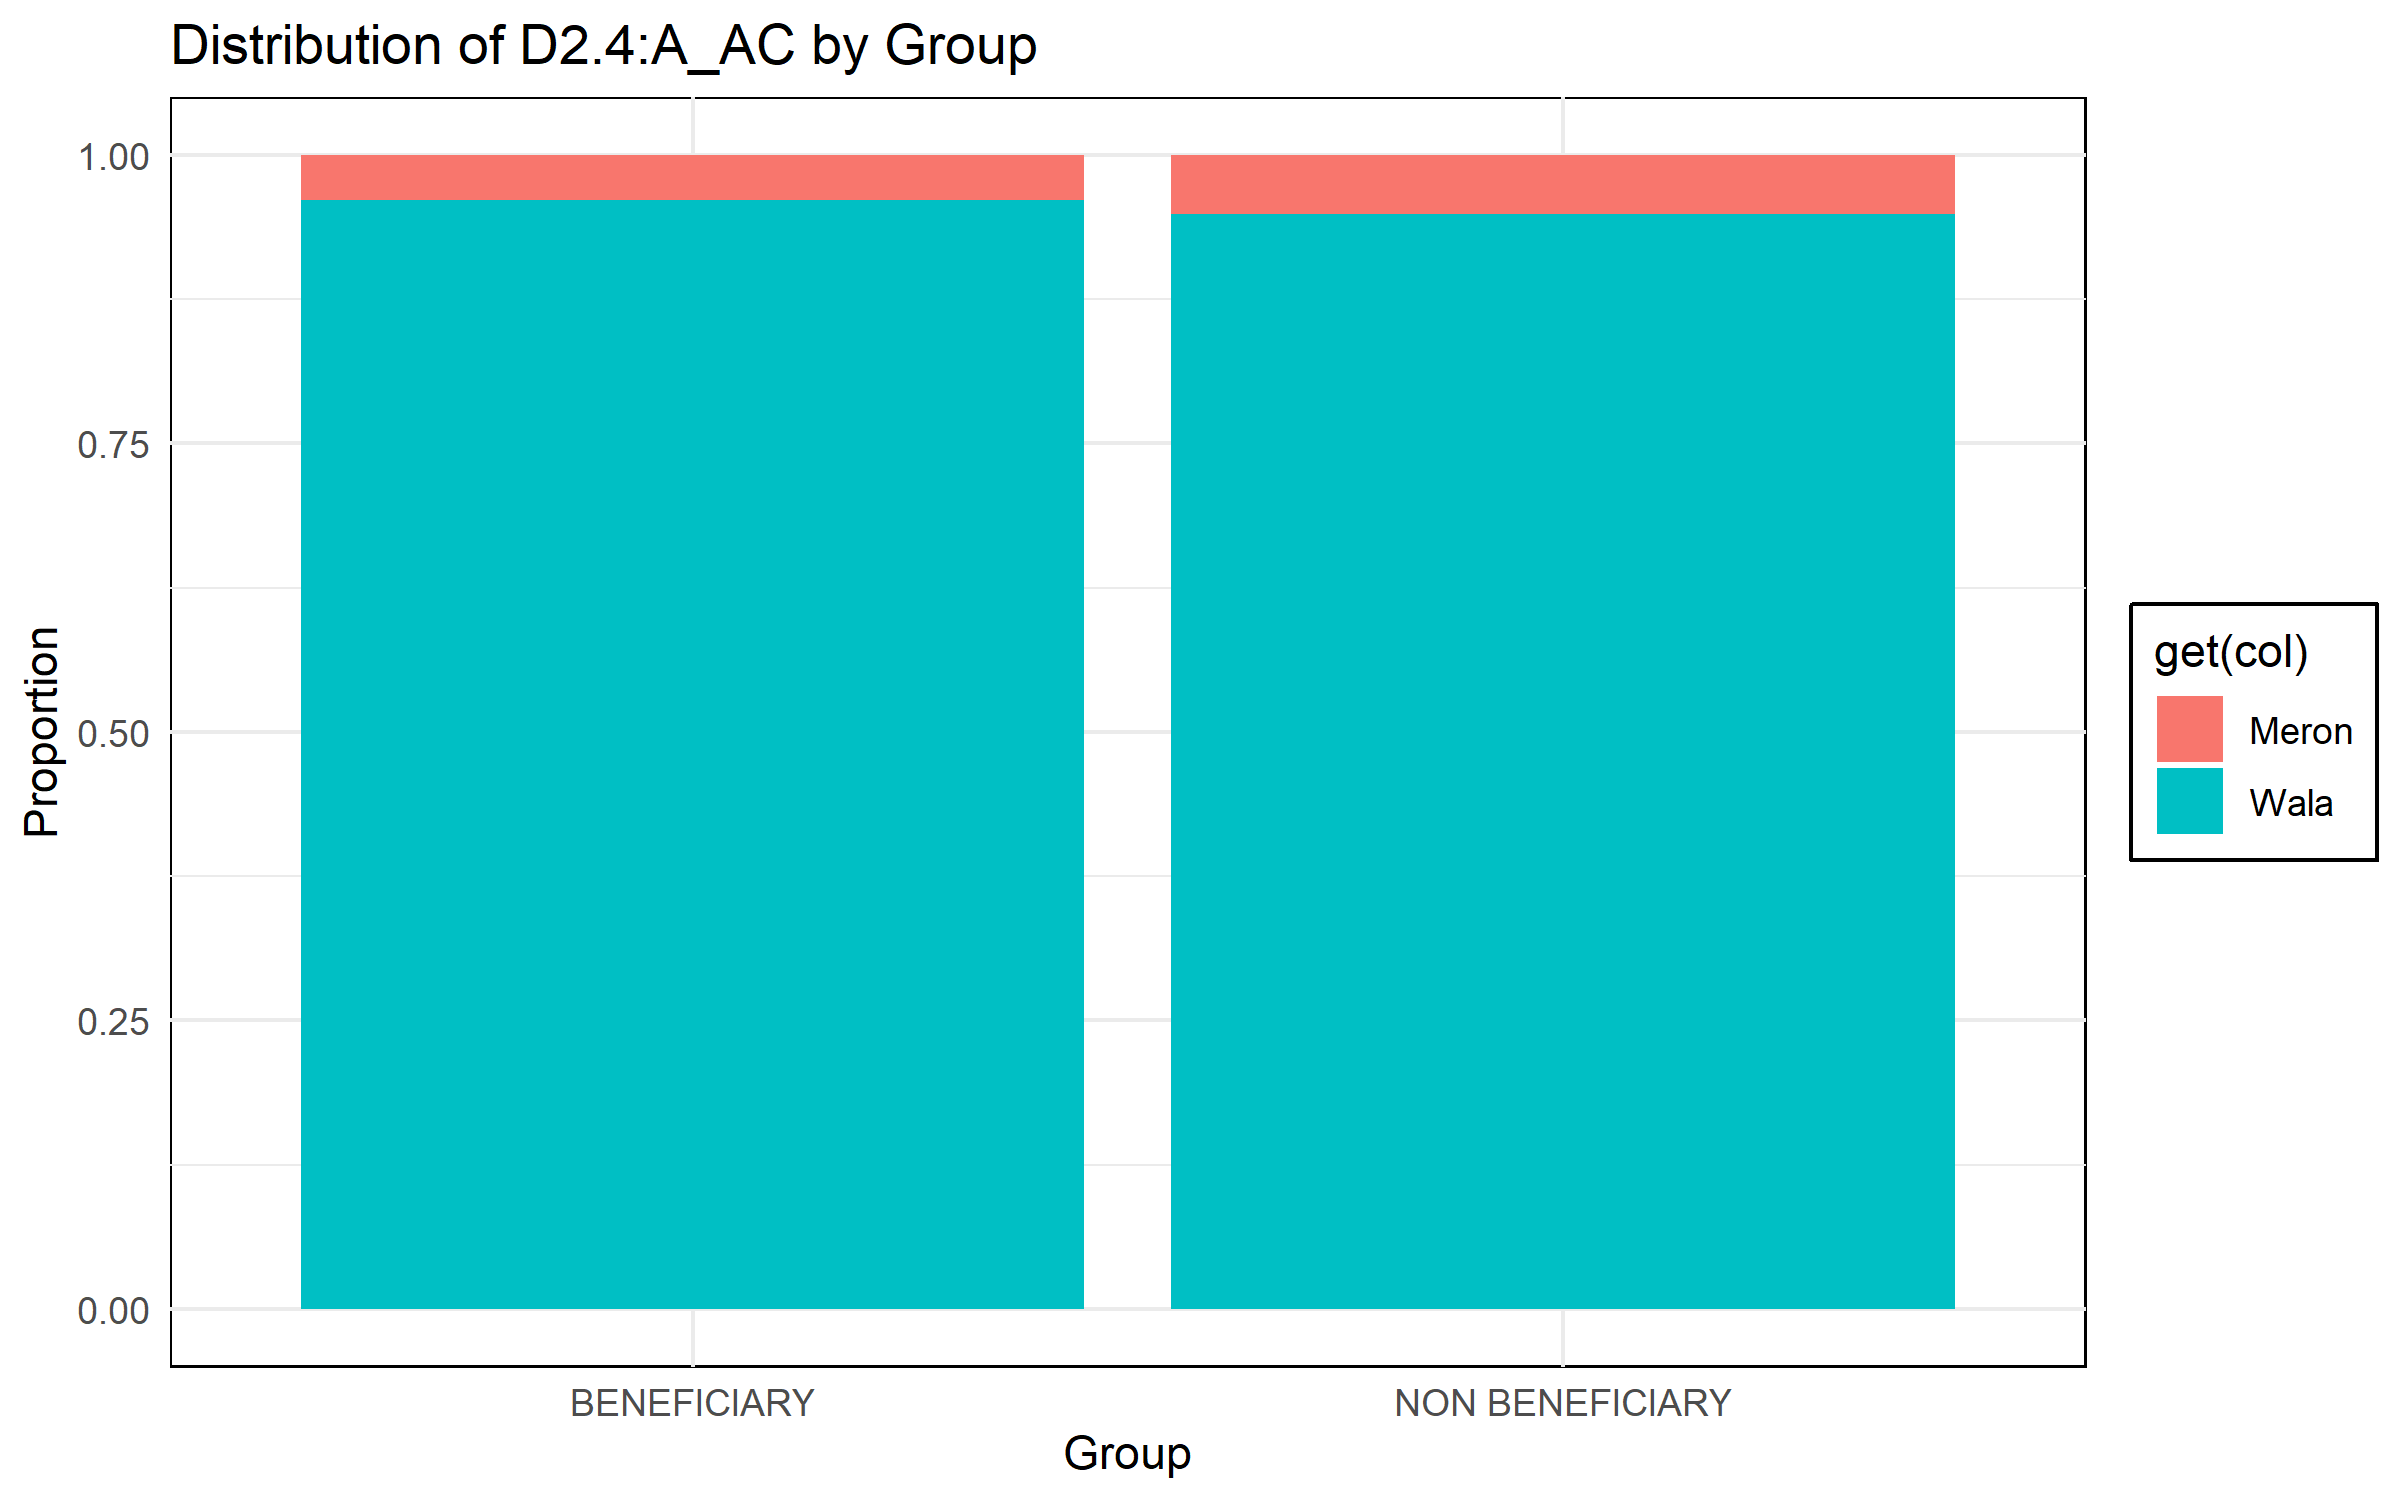 Distribution of D2.4:A_AC by Group
1.00
0.75
0.50
0.25
0.00
Proportion
BENEFICIARY
NON BENEFICIARY
Group
get(col)
Meron
Wala